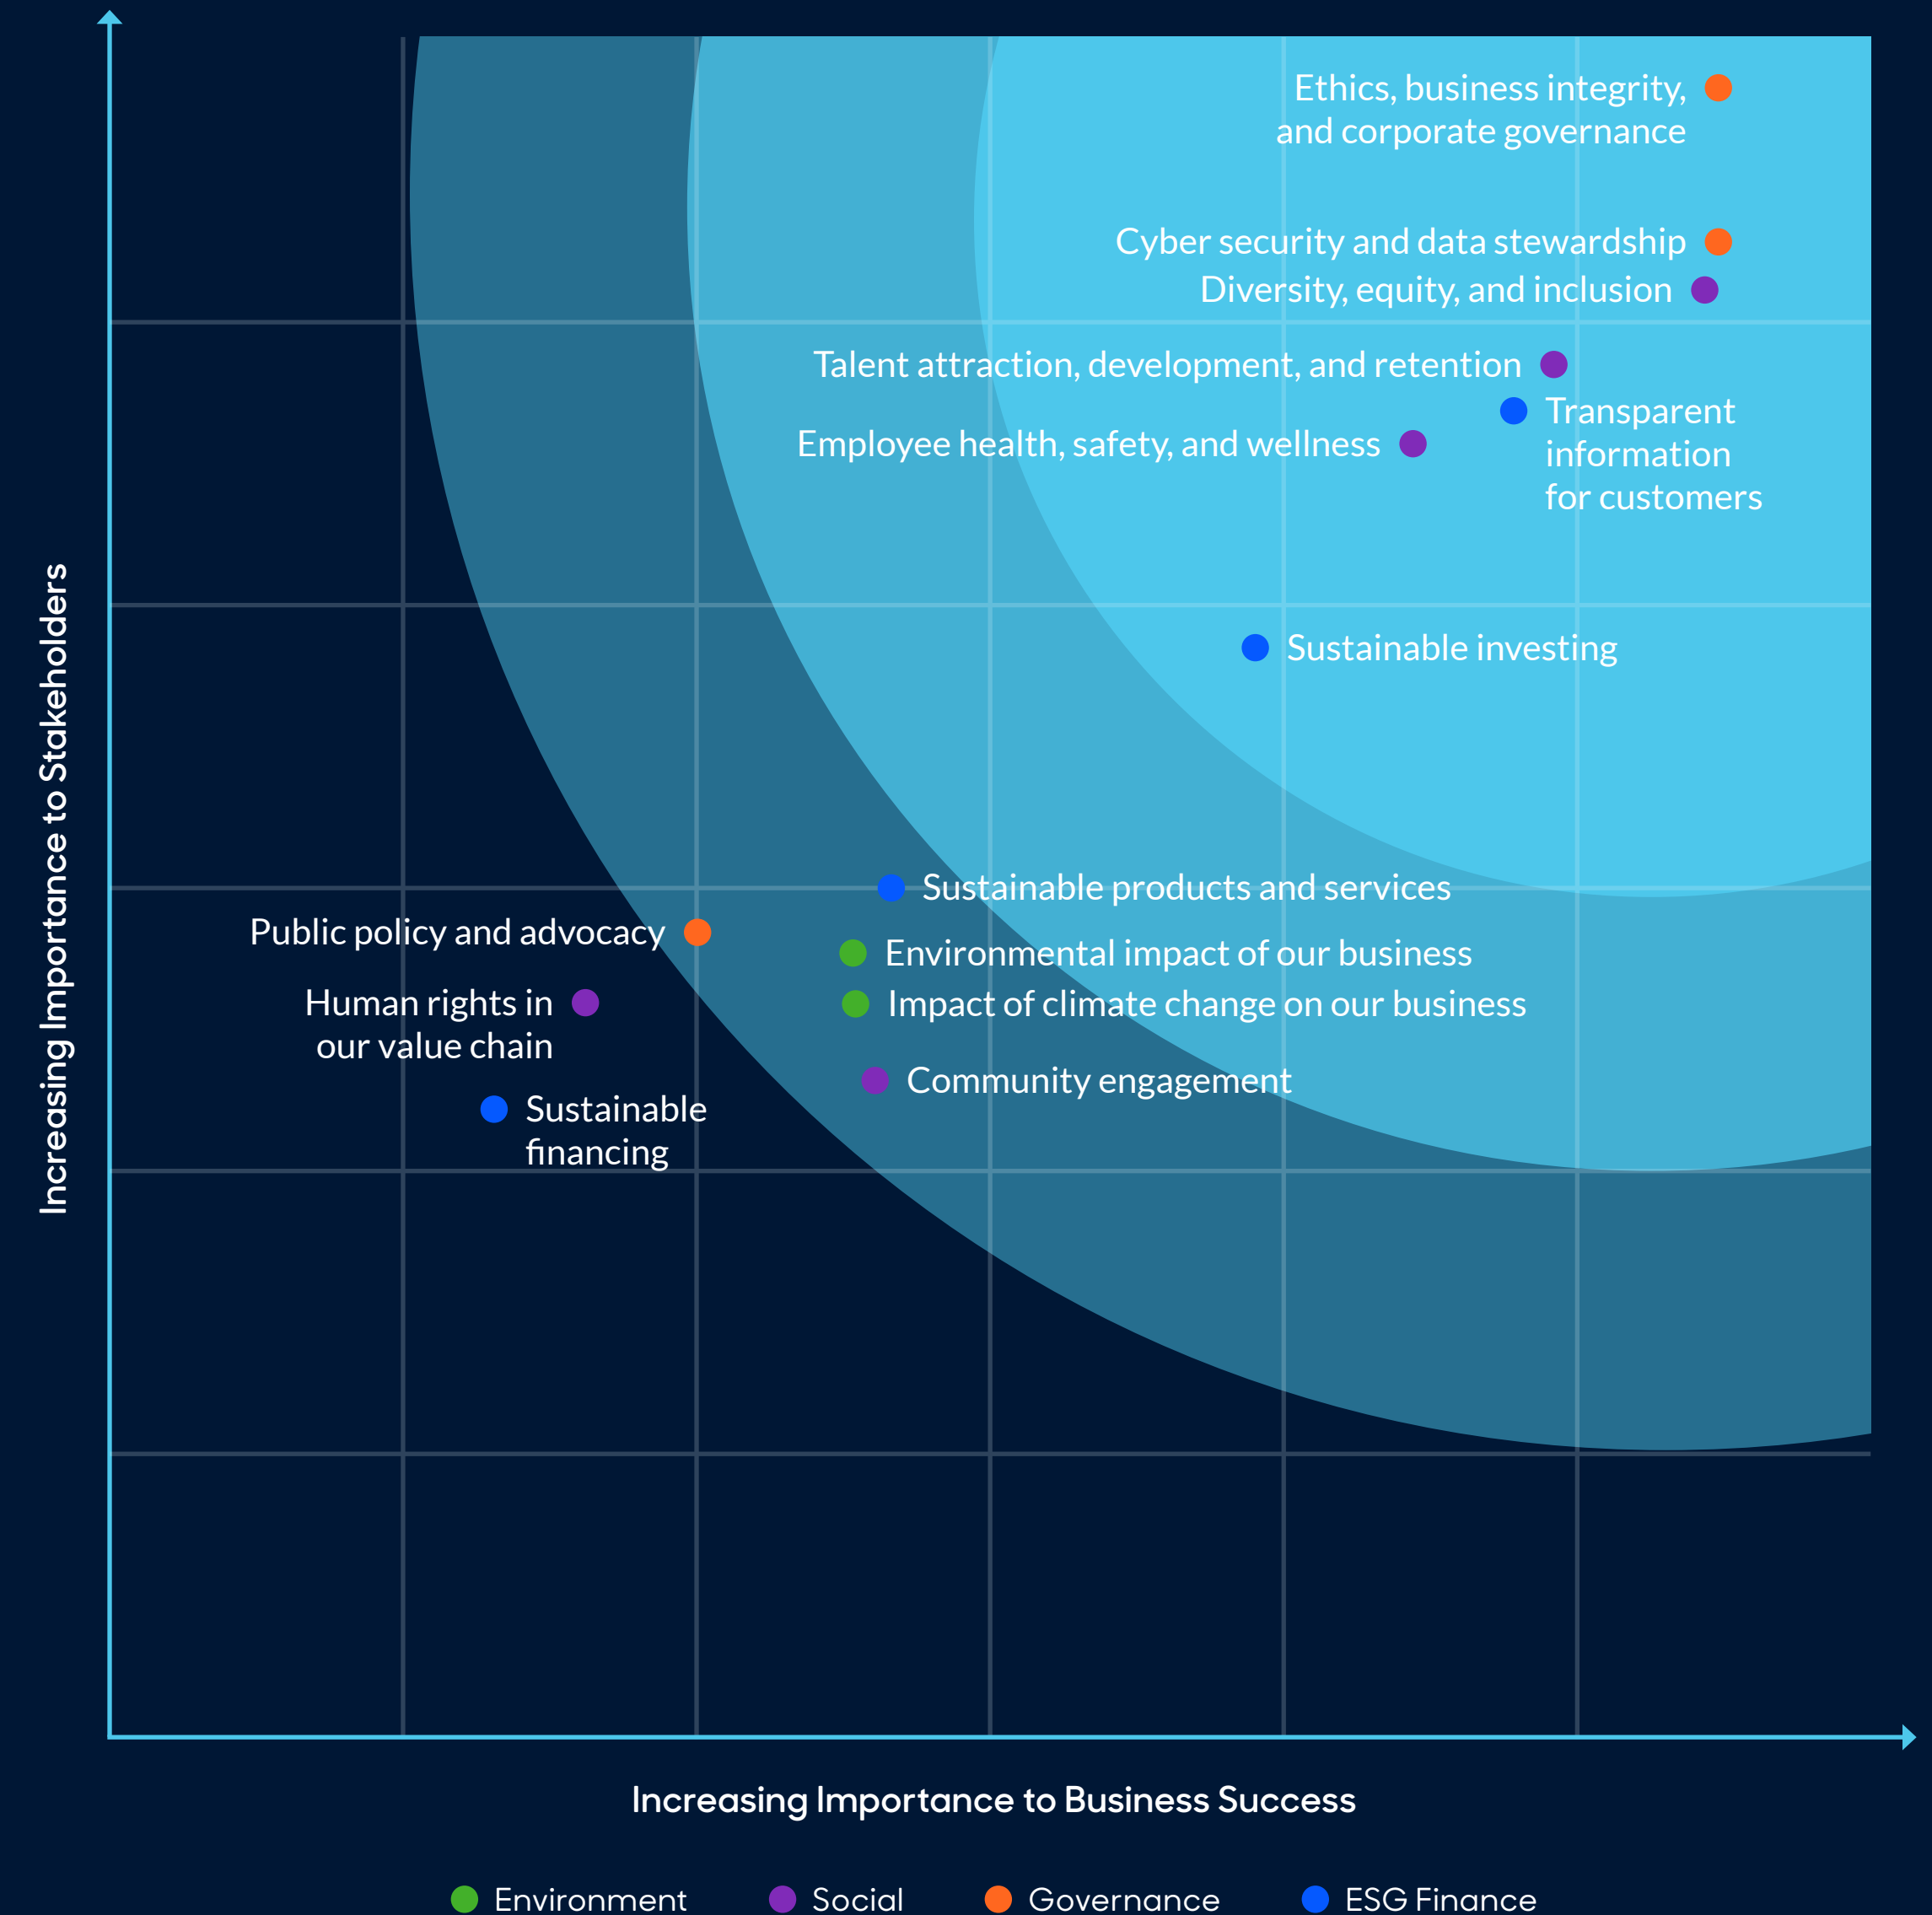 Ethics, business integrity,
and corporate governance
Cyber security and data stewardship
Diversity, equity, and inclusion
Talent attraction, development, and retention
Transparent
information
for customers
Employee health, safety, and wellness
Sustainable investing
Sustainable products and services
Public policy and advocacy
Environmental impact of our business
Human rights in
our value chain
Impact of climate change on our business
Community engagement
Sustainable
financing
Increasing Importance to Stakeholders
Increasing Importance to Business Success
Environment
Social
Governance
ESG Finance